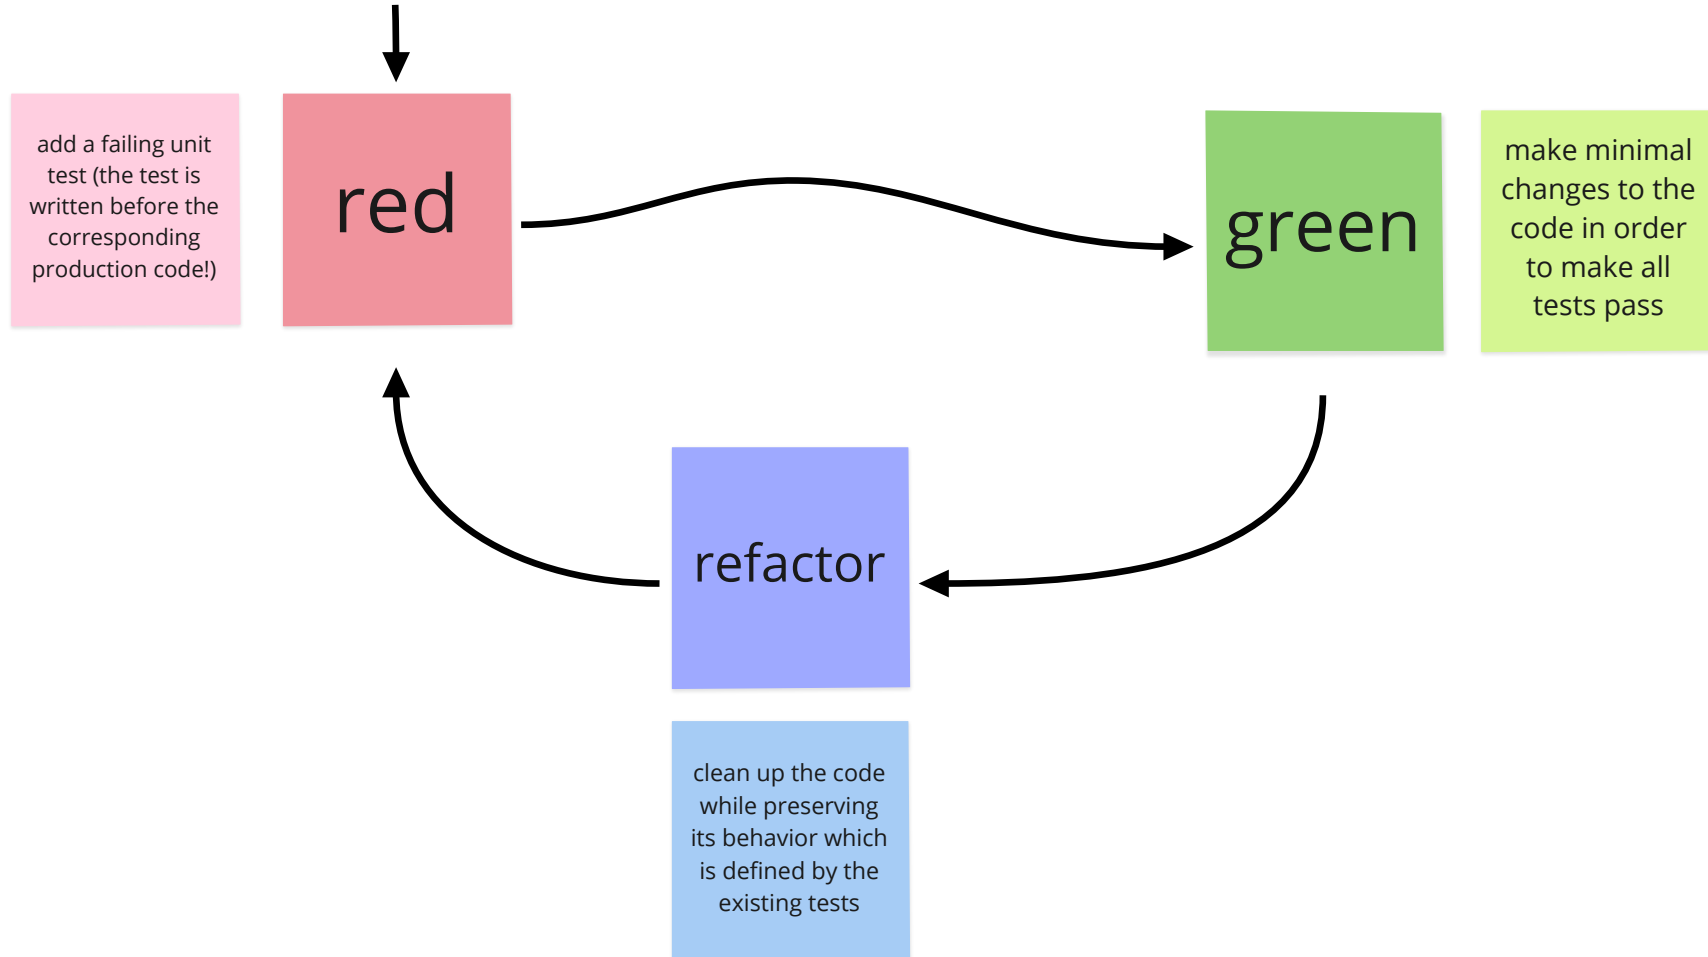 add a failing unit
test (the test is
written before the
corresponding
production code!)
red
green
make minimal
changes to the
code in order
to make all
tests pass
refactor
clean up the code
while preserving
its behavior which
is defined by the
existing tests